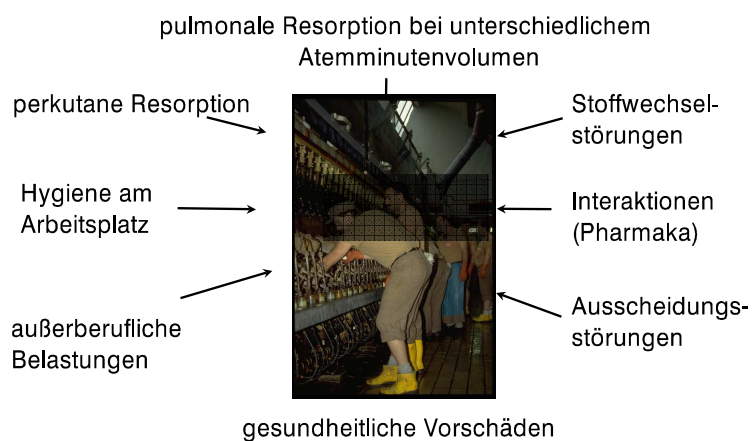 pulmonale Resorption bei unterschiedlichem
Atemminutenvolumen
perkutane Resorption
Stoffwechsel-
störungen
Hygiene am
Arbeitsplatz
Interaktionen
(Pharmaka)
außerberufliche
Belastungen
Ausscheidungs-
störungen
gesundheitliche Vorschäden